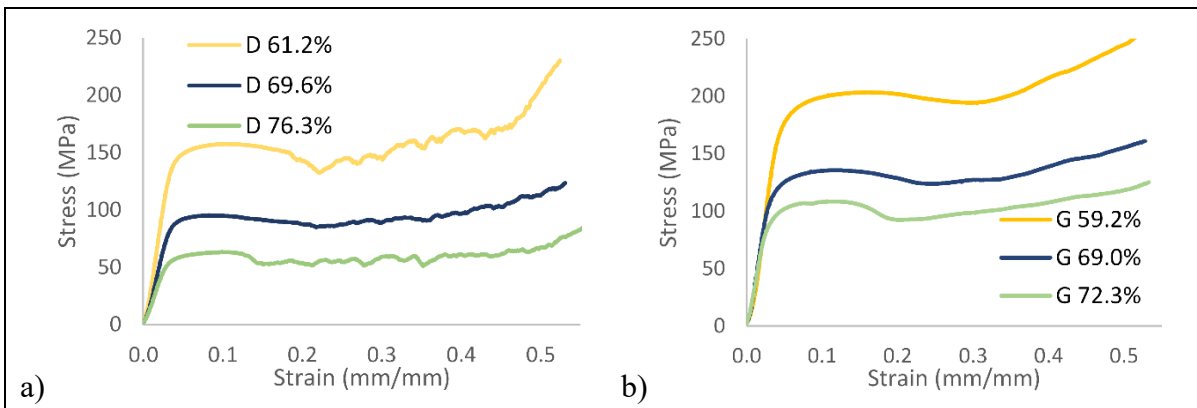 250
200
150
100
50
0
Stress (MPa)
D 61.2%
D 69.6%
D 76.3%
0.0 0.1 0.2 0.3 0.4 0.5
Strain (mm/mm)
a)
250
200
150
100
50
0
Stress (MPa)
G 59.2%
G 69.0%
G 72.3%
0.0 0.1 0.2 0.3 0.4 0.5
Strain (mm/mm)
b)